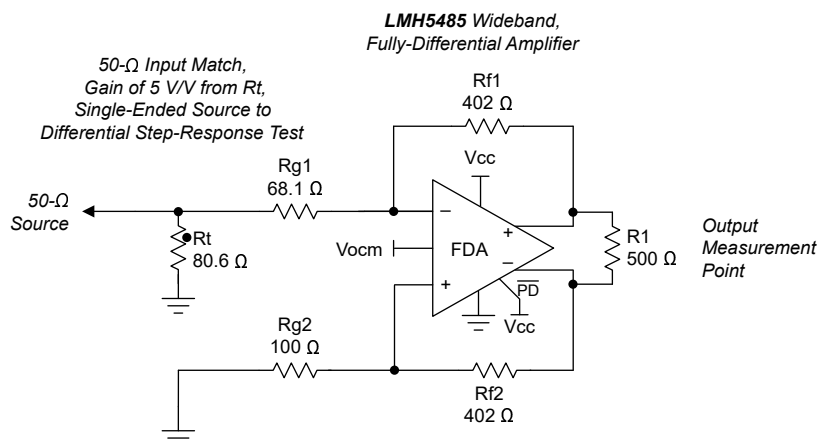 LMH5485 Wideband,
Fully-Differential Amplifier
50-Ω Input Match,
Gain of 5 V/V from Rt,
Single-Ended Source to
Differential Step-Response Test
Rf1
402 Ω
Vcc
Rg1
68.1 Ω
50-Ω
Source
Rt
80.6 Ω
Vocm
−
+
FDA
+
−
PD
Vcc
R1
500 Ω
Output
Measurement
Point
Rg2
100 Ω
Rf2
402 Ω